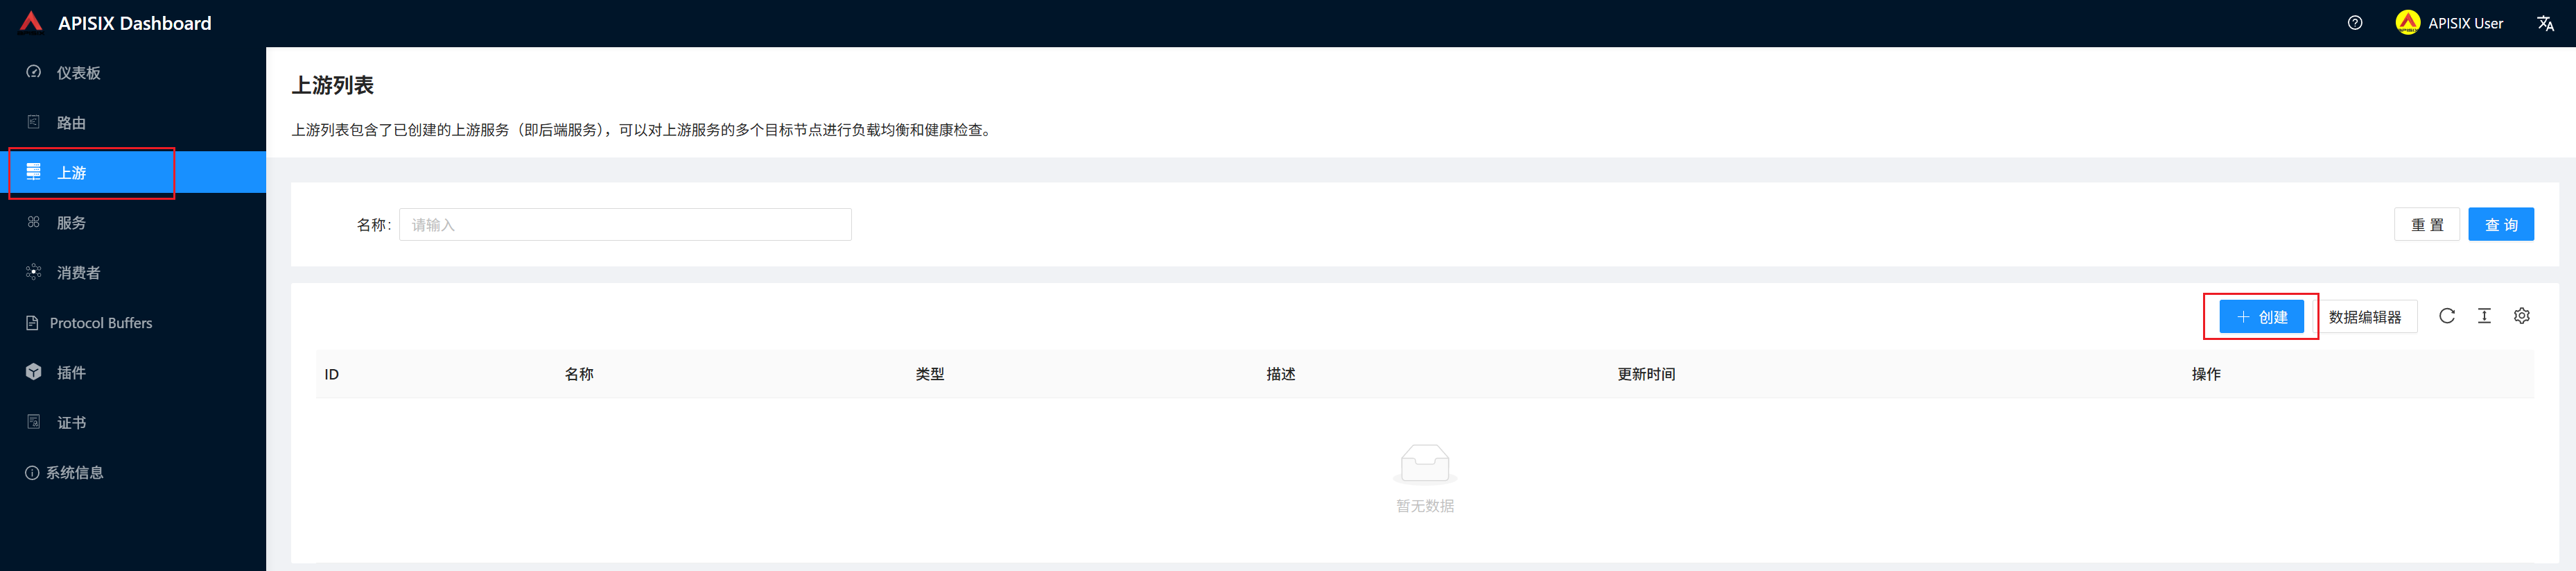 APISIX Dashboard
APISIX User
仪表板
路由
上游
服务
消费者
Protocol Buffers
插件
证书
系统信息
上游列表
上游列表包含了已创建的上游服务（即后端服务），可以对上游服务的多个目标节点进行负载均衡和健康检查。
名称: 请输入 重 置 查 询
创建 数据编辑器
ID 名称 类型 描述 更新时间 操作
暂无数据